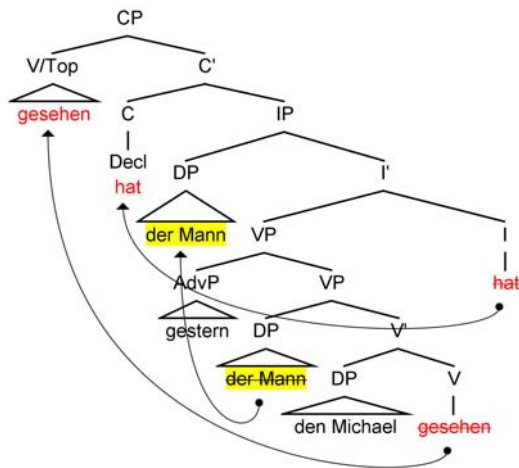 CP
V/Top C'
gesehen C IP
Decl DP I'
hat
der Mann VP I
AdvP VP hat
gestern DP V'
der Mann DP V
den Michael gesehen